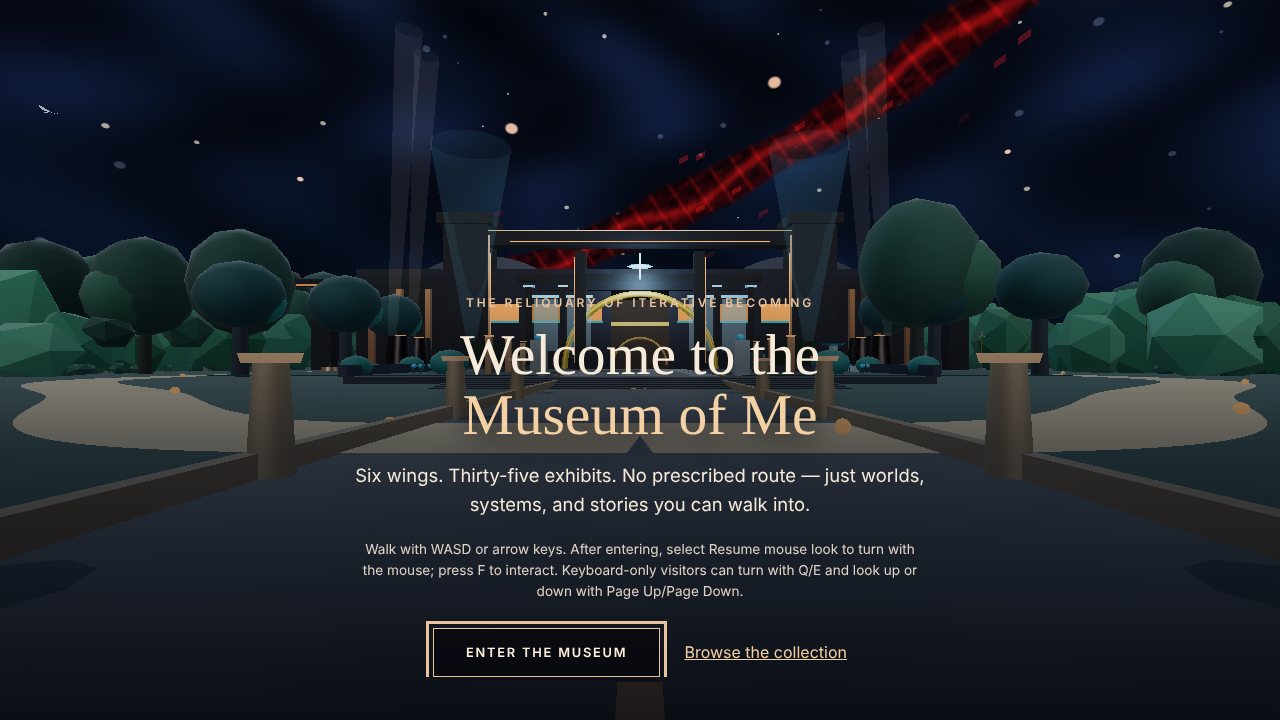 THE RELIQUARY OF ITERATIVE BECOMING
Welcome to the
Museum of Me
Six wings. Thirty-five exhibits. No prescribed route — just worlds,
systems, and stories you can walk into.
Walk with WASD or arrow keys. After entering, select Resume mouse look to turn with
the mouse; press F to interact. Keyboard-only visitors can turn with Q/E and look up or
down with Page Up/Page Down.
ENTER THE MUSEUM
Browse the collection